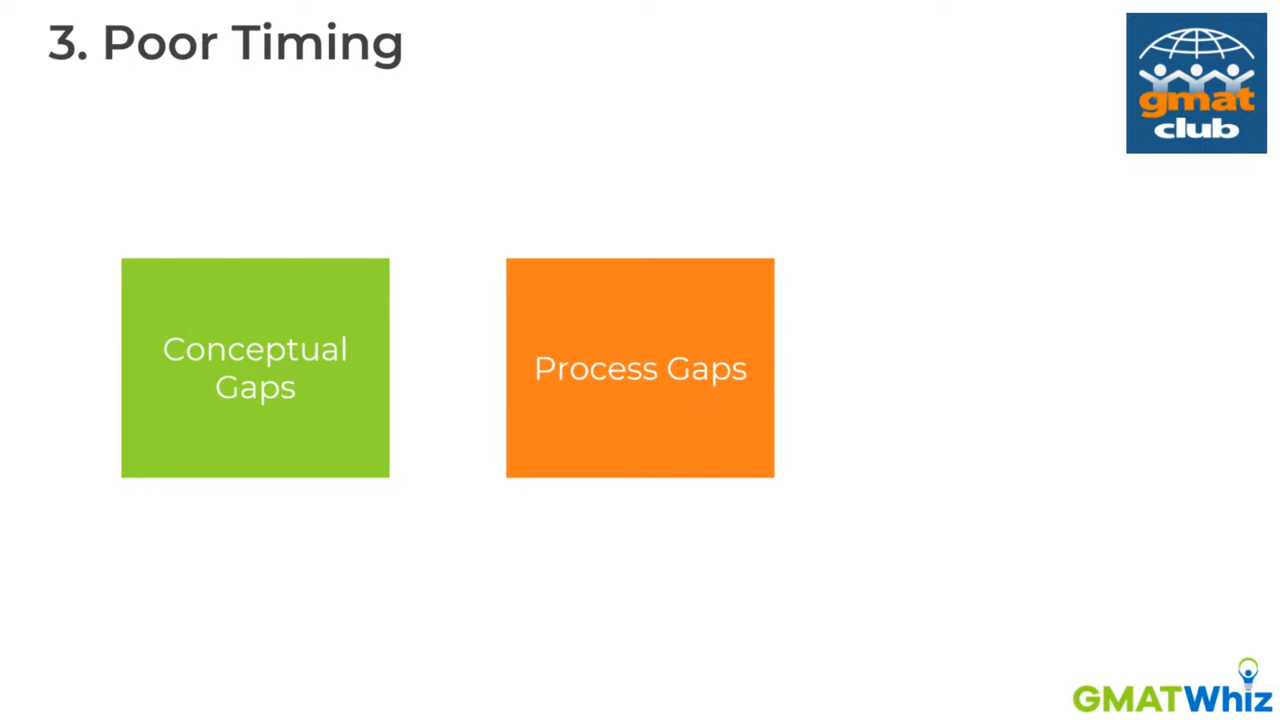 3. Poor Timing
gmat
club
Conceptual
Gaps
Process Gaps
GMATWhiz